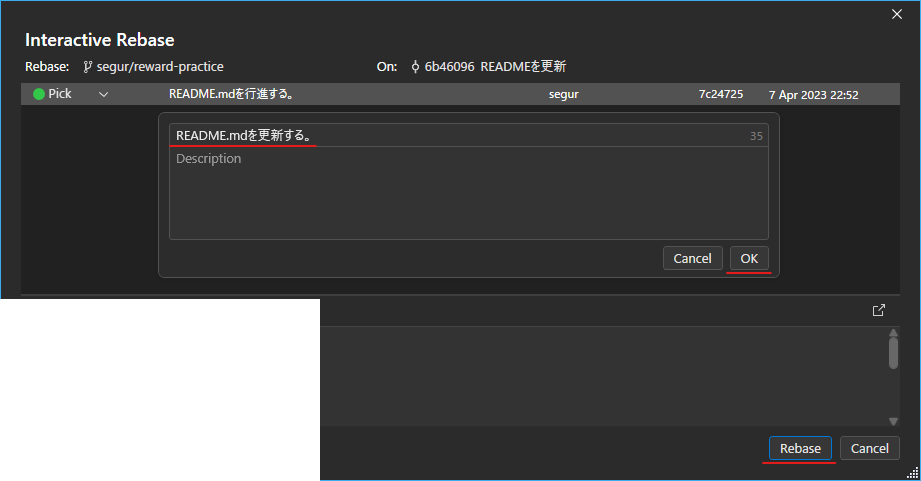 Interactive Rebase
Rebase: segur/reward-practice On: 6b46096 READMEを更新
Pick README.mdを行進する。 segur 7c24725 7 Apr 2023 22:52
README.mdを更新する。 35
Description
Cancel OK
Rebase Cancel